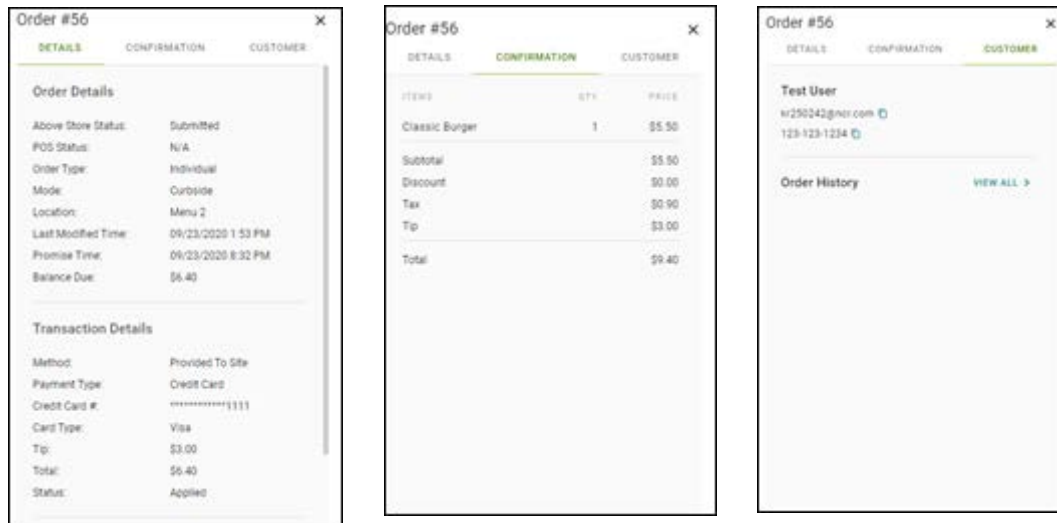 Order #56
DETAILS CONFIRMATION CUSTOMER
Order Details
Above Store Status: Submitted
POS Status: N/A
Order Type: Individual
Mode: Curbside
Location: Menu 2
Last Modified Time: 09/23/2020 1:53 PM
Promise Time: 09/23/2020 8:32 PM
Balance Due: $6.40
Transaction Details
Method: Provided To Site
Payment Type: Credit Card
Credit Card #: ************1111
Card Type: Visa
Tip: $3.00
Total: $6.40
Status: Applied
Order #56
DETAILS CONFIRMATION CUSTOMER
ITEMS QTY PRICE
Classic Burger 1 $5.50
Subtotal $5.50
Discount $0.00
Tax $0.90
Tip $3.00
Total $9.40
Order #56
DETAILS CONFIRMATION CUSTOMER
Test User
kr250242@ncr.com
123-123-1234
Order History VIEW ALL >